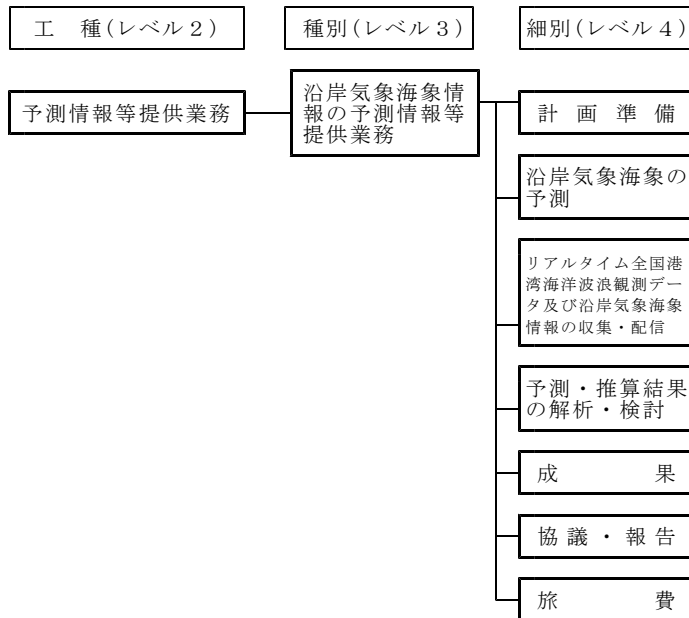 工 種(レベル2)
種別(レベル3)
細別(レベル4)
予測情報等提供業務
沿岸気象海象情
報の予測情報等
提供業務
計 画 準 備
沿岸気象海象の
予測
リアルタイム全国港
湾海洋波浪観測デー
タ及び沿岸気象海象
情報の収集・配信
予測・推算結果
の解析・検討
成 果
協 議 ・ 報 告
旅 費